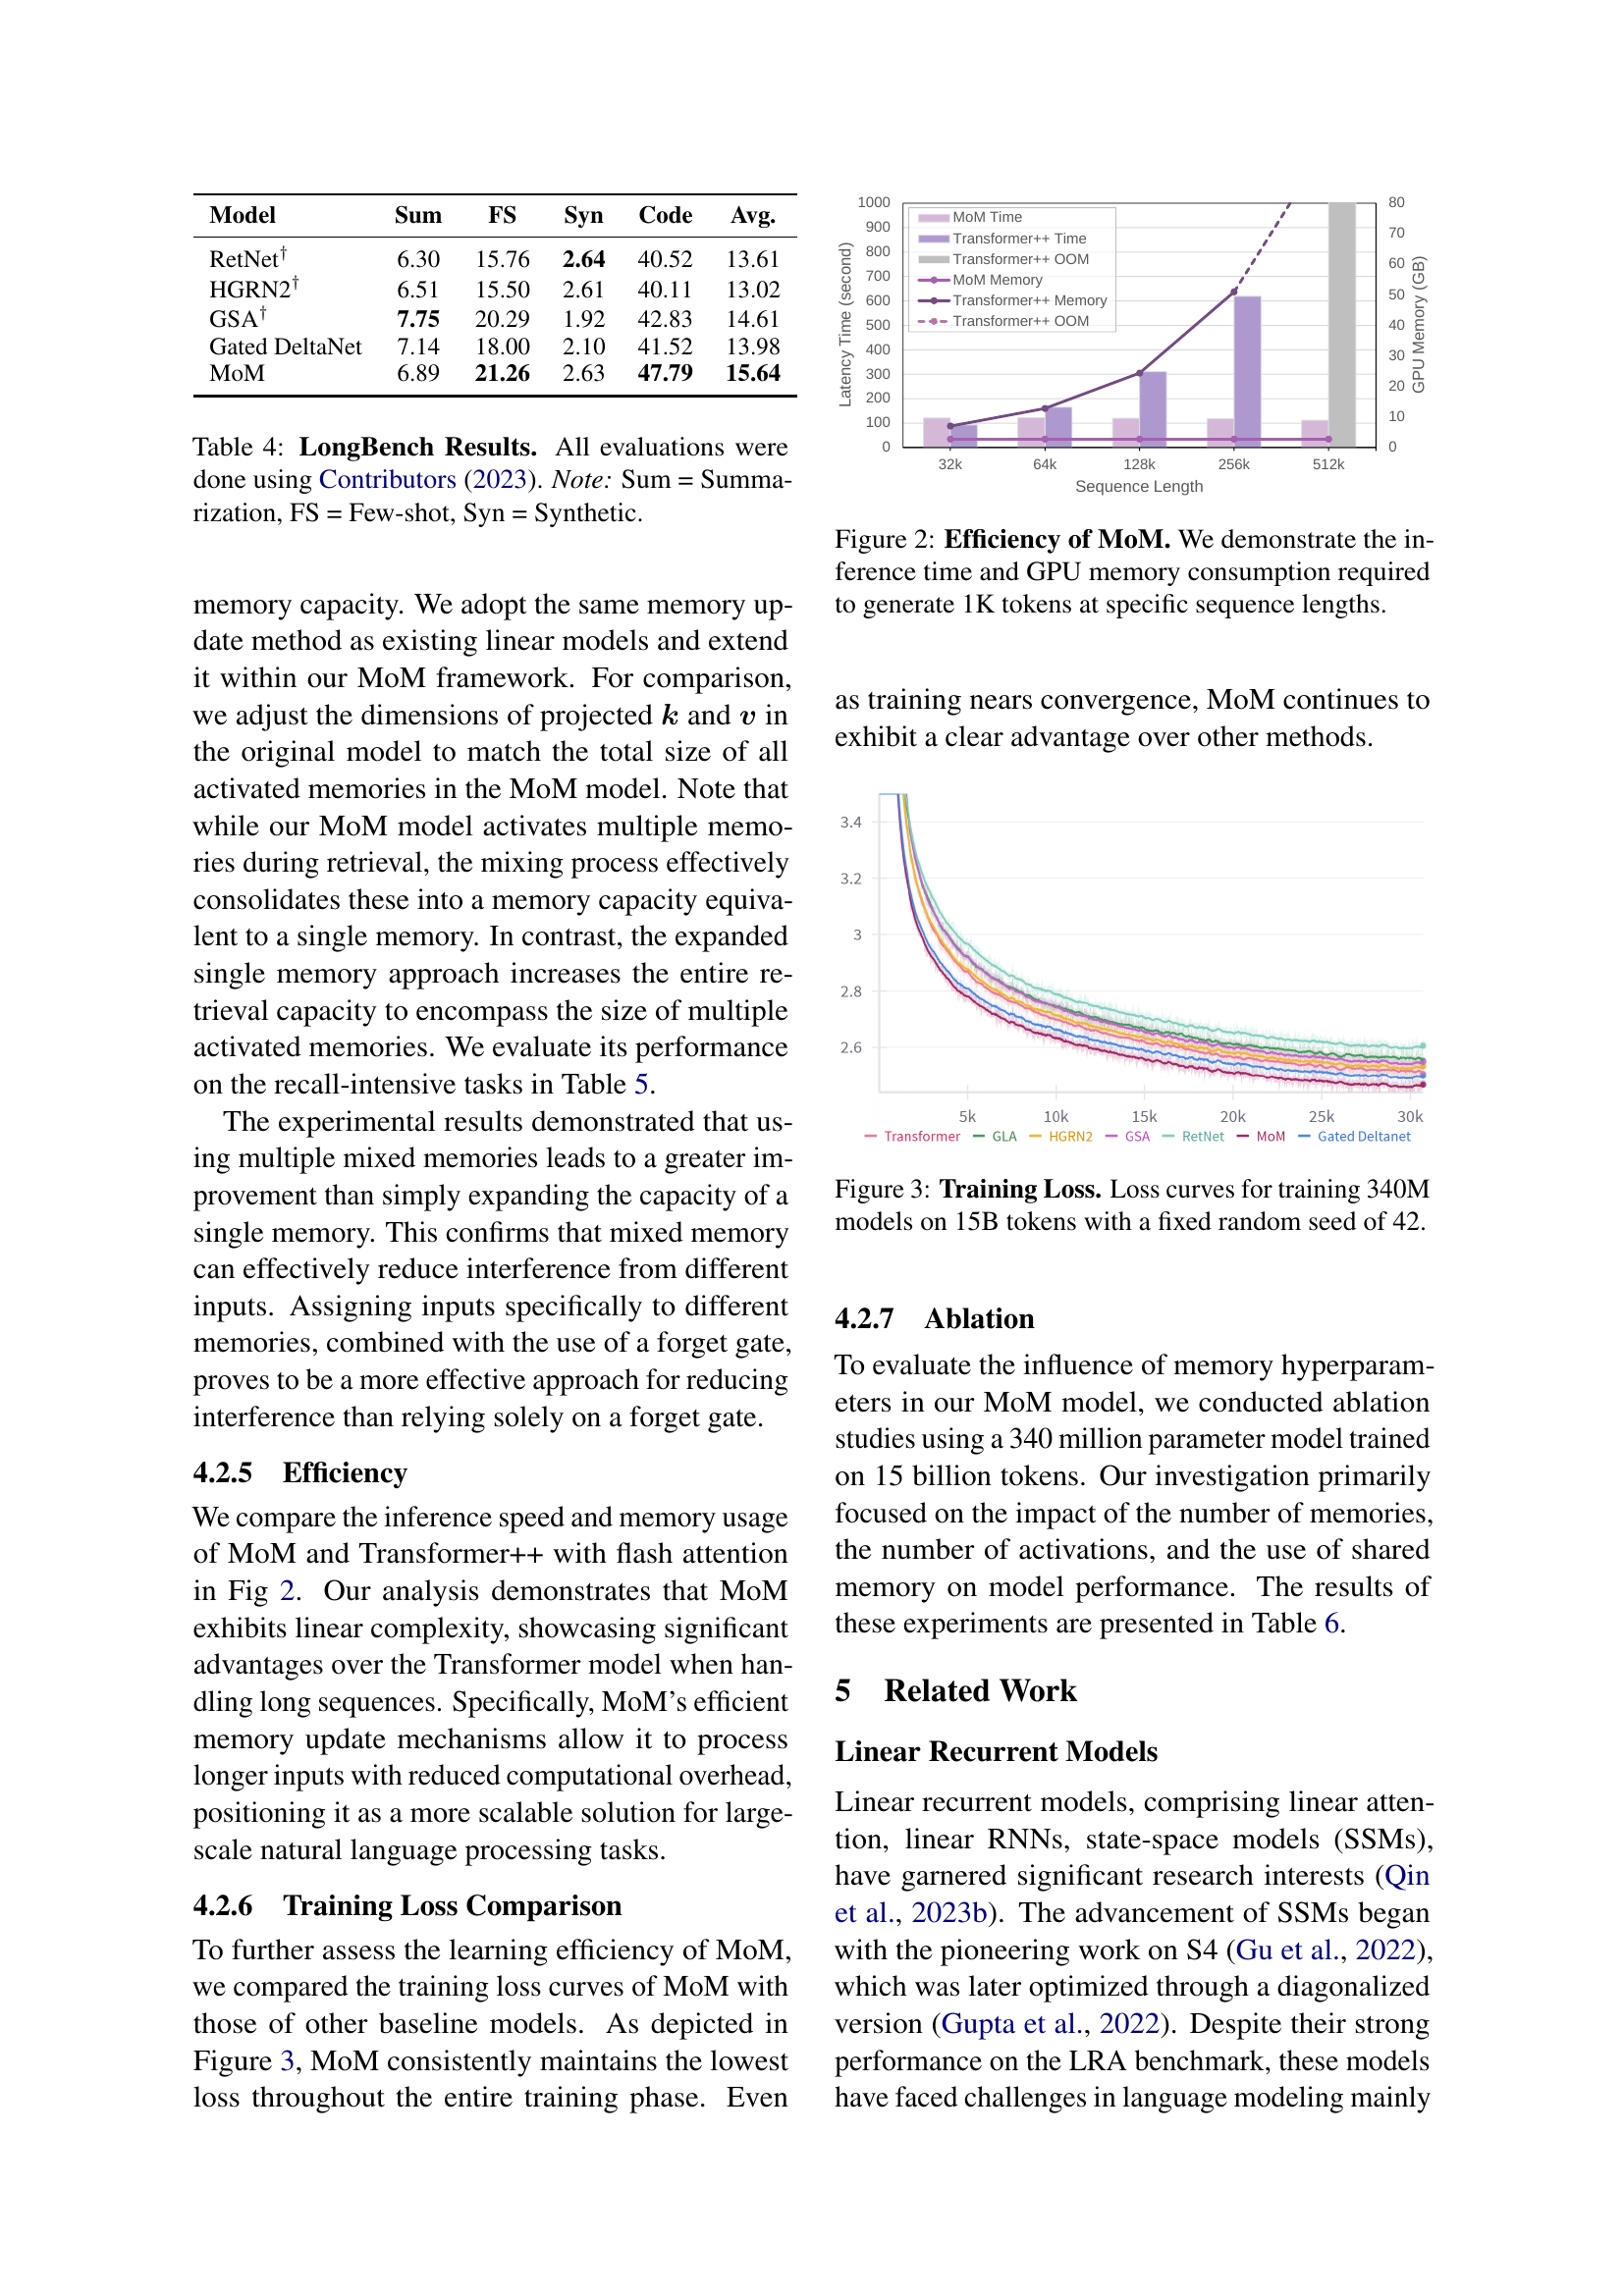 Model Sum FS Syn Code Avg.
RetNet† 6.30 15.76 2.64 40.52 13.61
HGRN2† 6.51 15.50 2.61 40.11 13.02
GSA† 7.75 20.29 1.92 42.83 14.61
Gated DeltaNet 7.14 18.00 2.10 41.52 13.98
MoM 6.89 21.26 2.63 47.79 15.64
Table 4: LongBench Results. All evaluations were
done using Contributors (2023). Note: Sum = Summa-
rization, FS = Few-shot, Syn = Synthetic.
memory capacity. We adopt the same memory up-
date method as existing linear models and extend
it within our MoM framework. For comparison,
we adjust the dimensions of projected k and v in
the original model to match the total size of all
activated memories in the MoM model. Note that
while our MoM model activates multiple memo-
ries during retrieval, the mixing process effectively
consolidates these into a memory capacity equiva-
lent to a single memory. In contrast, the expanded
single memory approach increases the entire re-
trieval capacity to encompass the size of multiple
activated memories. We evaluate its performance
on the recall-intensive tasks in Table 5.
The experimental results demonstrated that us-
ing multiple mixed memories leads to a greater im-
provement than simply expanding the capacity of a
single memory. This confirms that mixed memory
can effectively reduce interference from different
inputs. Assigning inputs specifically to different
memories, combined with the use of a forget gate,
proves to be a more effective approach for reducing
interference than relying solely on a forget gate.
4.2.5 Efficiency
We compare the inference speed and memory usage
of MoM and Transformer++ with flash attention
in Fig 2. Our analysis demonstrates that MoM
exhibits linear complexity, showcasing significant
advantages over the Transformer model when han-
dling long sequences. Specifically, MoM's efficient
memory update mechanisms allow it to process
longer inputs with reduced computational overhead,
positioning it as a more scalable solution for large-
scale natural language processing tasks.
4.2.6 Training Loss Comparison
To further assess the learning efficiency of MoM,
we compared the training loss curves of MoM with
those of other baseline models. As depicted in
Figure 3, MoM consistently maintains the lowest
loss throughout the entire training phase. Even
Latency Time (second)
1000
900
800
700
600
500
400
300
200
100
0
MoM Time
Transformer++ Time
Transformer++ OOM
MoM Memory
Transformer++ Memory
Transformer++ OOM
80
70
60
50
40
30
20
10
0
GPU Memory (GB)
32k 64k 128k 256k 512k
Sequence Length
Figure 2: Efficiency of MoM. We demonstrate the in-
ference time and GPU memory consumption required
to generate 1K tokens at specific sequence lengths.
as training nears convergence, MoM continues to
exhibit a clear advantage over other methods.
3.4
3.2
3
2.8
2.6
5k 10k 15k 20k 25k 30k
Transformer GLA HGRN2 GSA RetNet MoM Gated Deltanet
Figure 3: Training Loss. Loss curves for training 340M
models on 15B tokens with a fixed random seed of 42.
4.2.7 Ablation
To evaluate the influence of memory hyperparam-
eters in our MoM model, we conducted ablation
studies using a 340 million parameter model trained
on 15 billion tokens. Our investigation primarily
focused on the impact of the number of memories,
the number of activations, and the use of shared
memory on model performance. The results of
these experiments are presented in Table 6.
5 Related Work
Linear Recurrent Models
Linear recurrent models, comprising linear atten-
tion, linear RNNs, state-space models (SSMs),
have garnered significant research interests (Qin
et al., 2023b). The advancement of SSMs began
with the pioneering work on S4 (Gu et al., 2022),
which was later optimized through a diagonalized
version (Gupta et al., 2022). Despite their strong
performance on the LRA benchmark, these models
have faced challenges in language modeling mainly